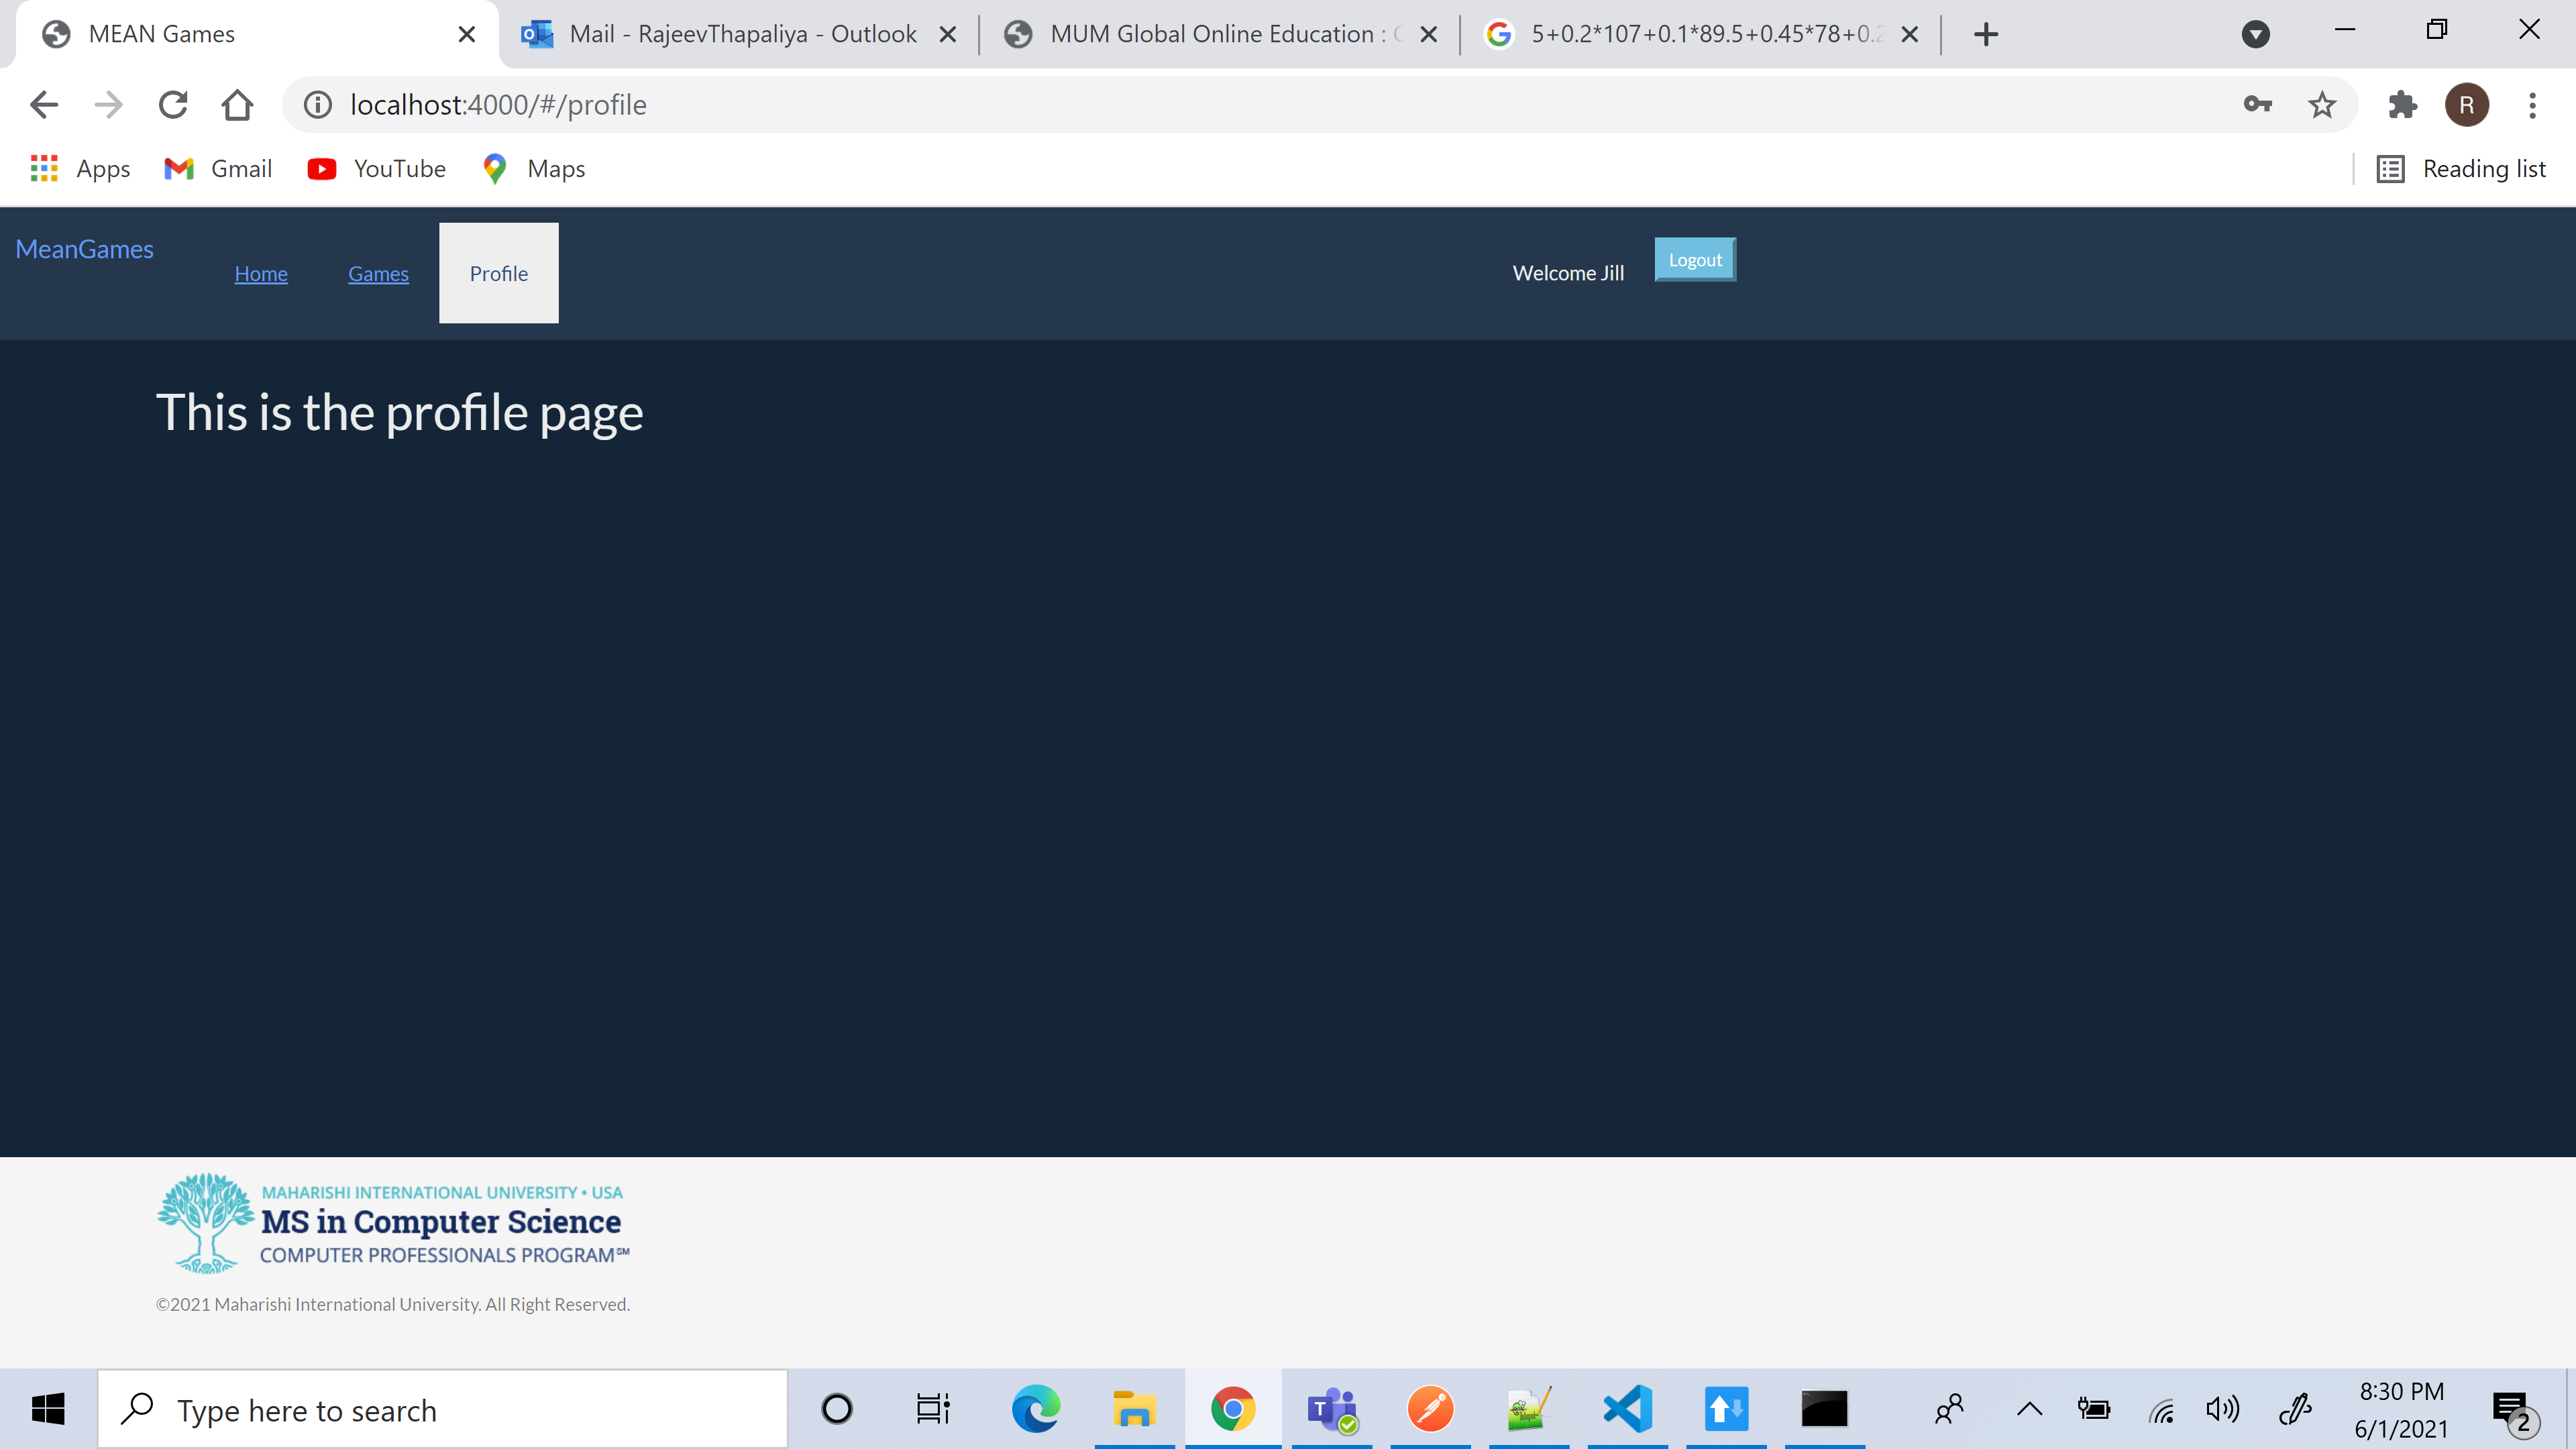 MEAN Games
Mail - RajeevThapaliya - Outlook
MUM Global Online Education :
5+0.2*107+0.1*89.5+0.45*78+0.2
localhost:4000/#/profile
R
Apps
Gmail
YouTube
Maps
Reading list
MeanGames
Home
Games
Profile
Welcome Jill
Logout
This is the profile page
MAHARISHI INTERNATIONAL UNIVERSITY • USA
MS in Computer Science
COMPUTER PROFESSIONALS PROGRAM℠
©2021 Maharishi International University. All Right Reserved.
Type here to search
8:30 PM
6/1/2021
2